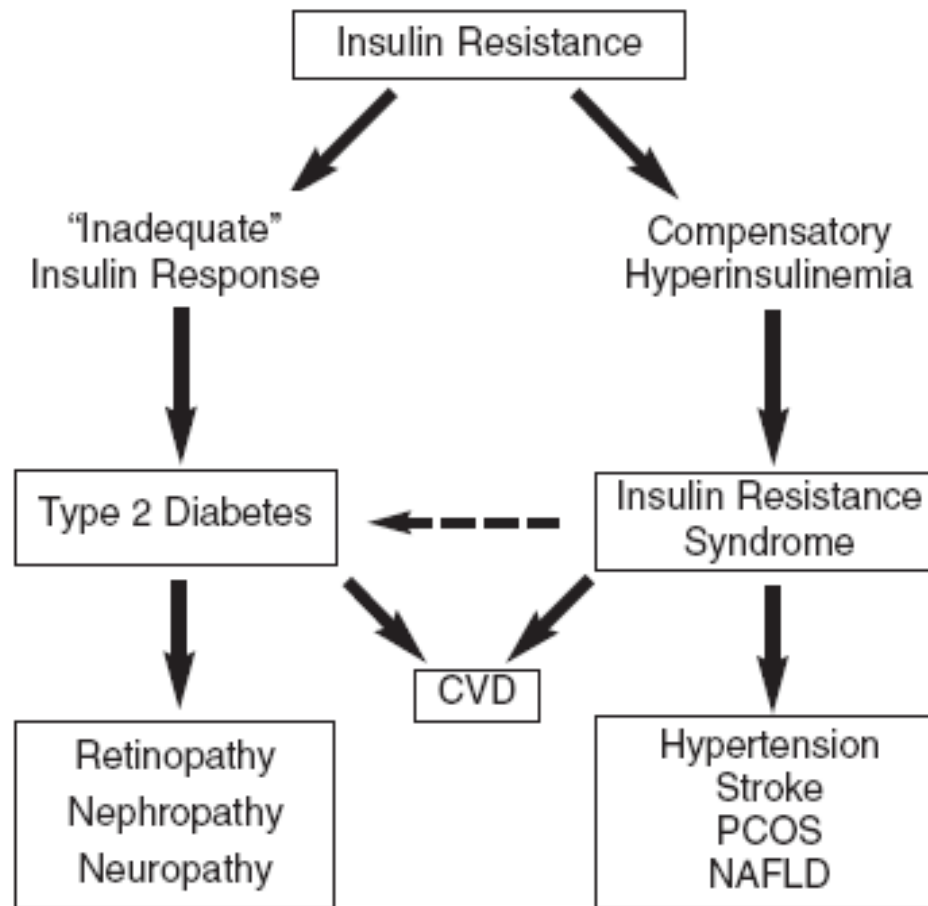 Insulin Resistance
“Inadequate”
Insulin Response
Compensatory
Hyperinsulinemia
Type 2 Diabetes
Insulin Resistance
Syndrome
CVD
Retinopathy
Nephropathy
Neuropathy
Hypertension
Stroke
PCOS
NAFLD